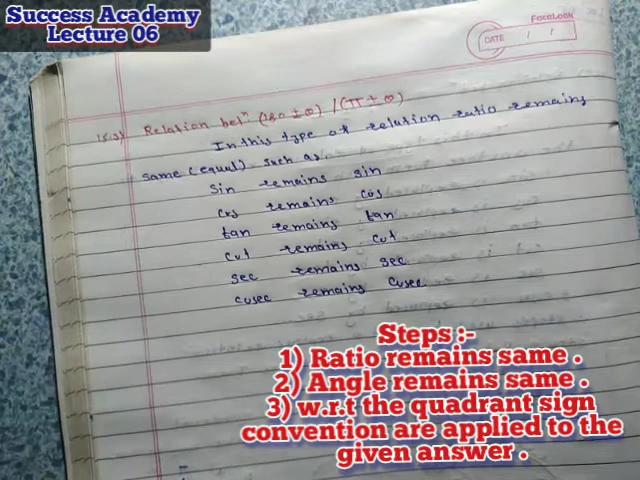 Success Academy
Lecture 06
FaceLook
DATE / /
Relation betn (180 ± θ) / (π ± θ)
In this type of relation ratio remains
same (equal) such as,
sin remains sin
cos remains cos
tan remains tan
cot remains cot
sec remains sec
cosec remains cosec
Steps :-
1) Ratio remains same .
2) Angle remains same .
3) w.r.t the quadrant sign
convention are applied to the
given answer .